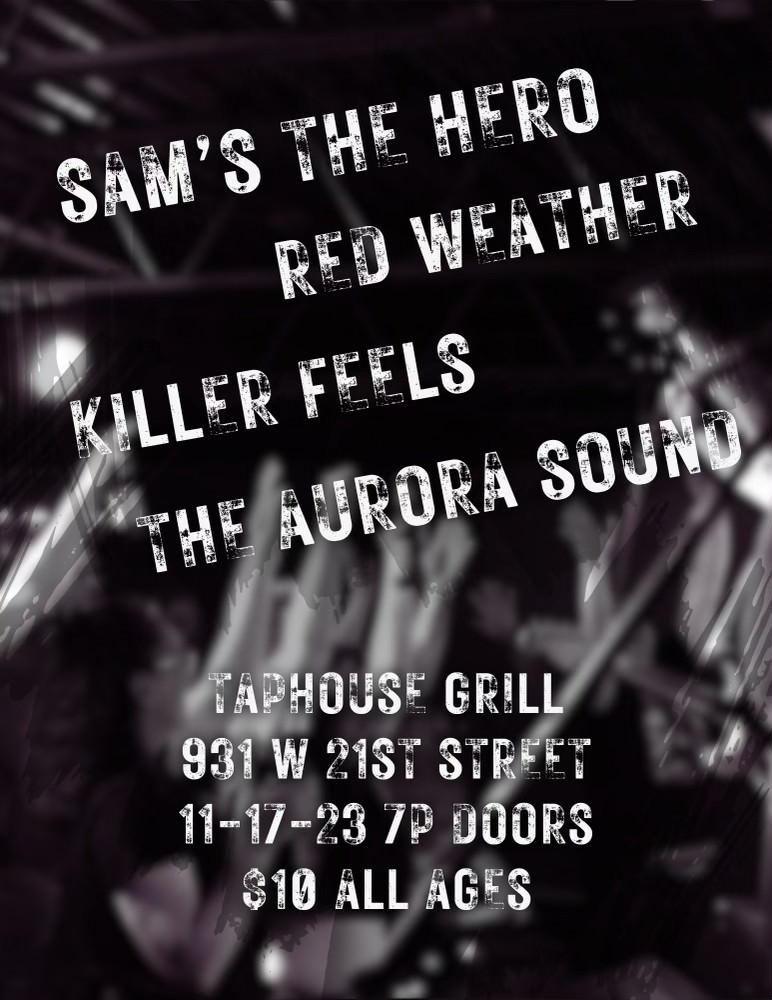 SAM'S THE HERO
RED WEATHER
KILLER FEELS
THE AURORA SOUND
TAPHOUSE GRILL
931 W 21ST STREET
11-17-23 7P DOORS
$10 ALL AGES